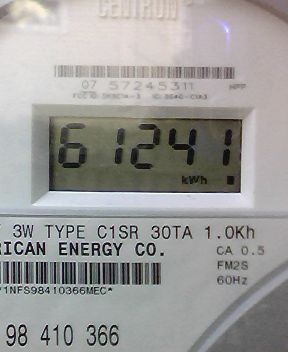 CENTRON
07 57245311
61241
kWh
3W TYPE C1SR 30TA 1.0Kh
RICAN ENERGY CO.
CA 0.5
FM2S
60Hz
1NFS98410366MEC*
98 410 366